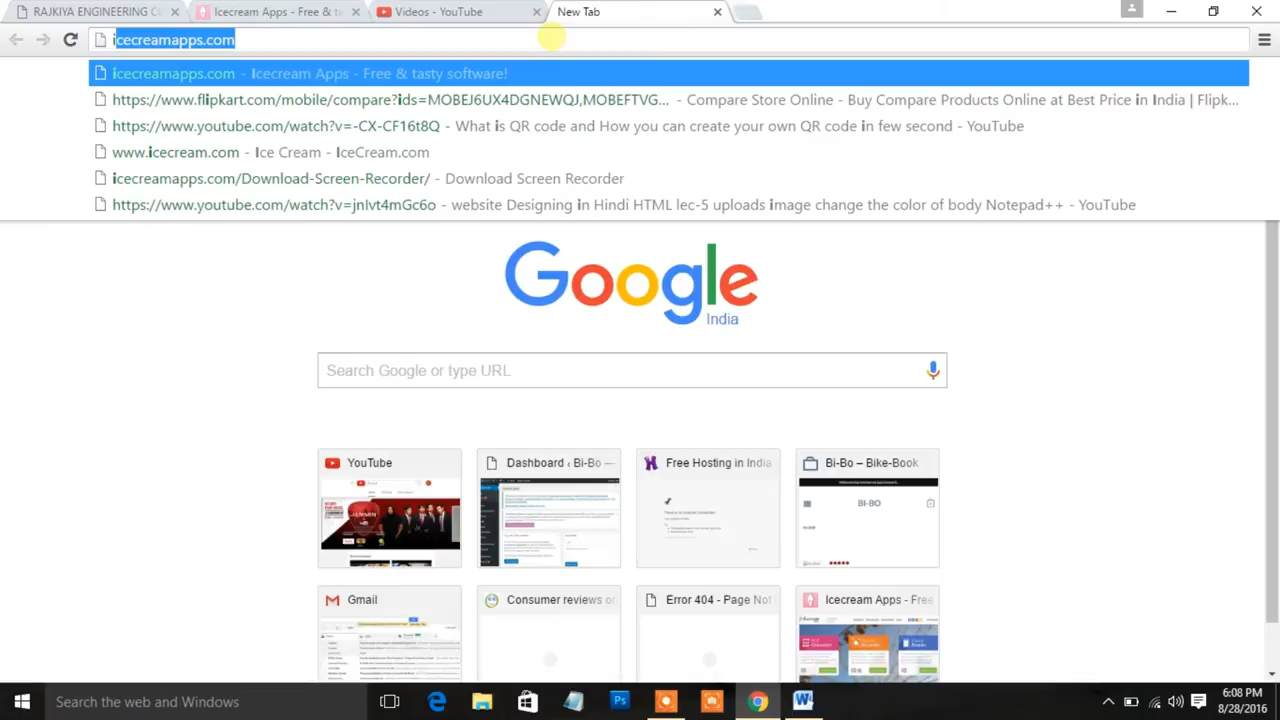 RAJKIYA ENGINEERING CO
Icecream Apps - Free & ta
Videos - YouTube
New Tab
icecreamapps.com
icecreamapps.com - Icecream Apps - Free & tasty software!
https://www.flipkart.com/mobile/compare?ids=MOBEJ6UX4DGNEWQJ,MOBEFTVG... - Compare Store Online - Buy Compare Products Online at Best Price in India | Flipk...
https://www.youtube.com/watch?v=-CX-CF16t8Q - What is QR code and How you can create your own QR code in few second - YouTube
www.icecream.com - Ice Cream - IceCream.com
icecreamapps.com/Download-Screen-Recorder/ - Download Screen Recorder
https://www.youtube.com/watch?v=jnIvt4mGc6o - website Designing in Hindi HTML lec-5 uploads image change the color of body Notepad++ - YouTube
Google
India
Search Google or type URL
YouTube
Dashboard ‹ Bi-Bo —
Free Hosting in India
Bi-Bo – Bike-Book
BI-BO
Gmail
Consumer reviews on
Error 404 - Page Not
Icecream Apps - Free
Search the web and Windows
6:08 PM
8/28/2016